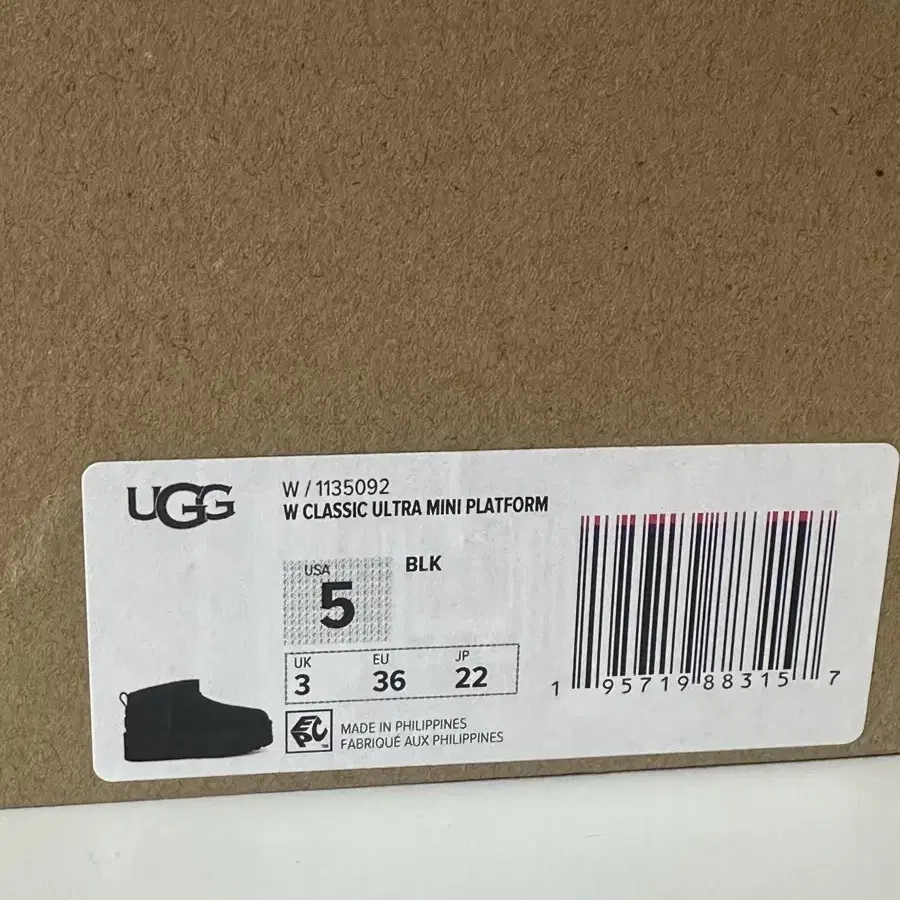 UGG
W / 1135092
W CLASSIC ULTRA MINI PLATFORM
BLK
USA
5
UK EU JP
3 36 22
EPC™
MADE IN PHILIPPINES
FABRIQUÉ AUX PHILIPPINES
1 95719 88315 7